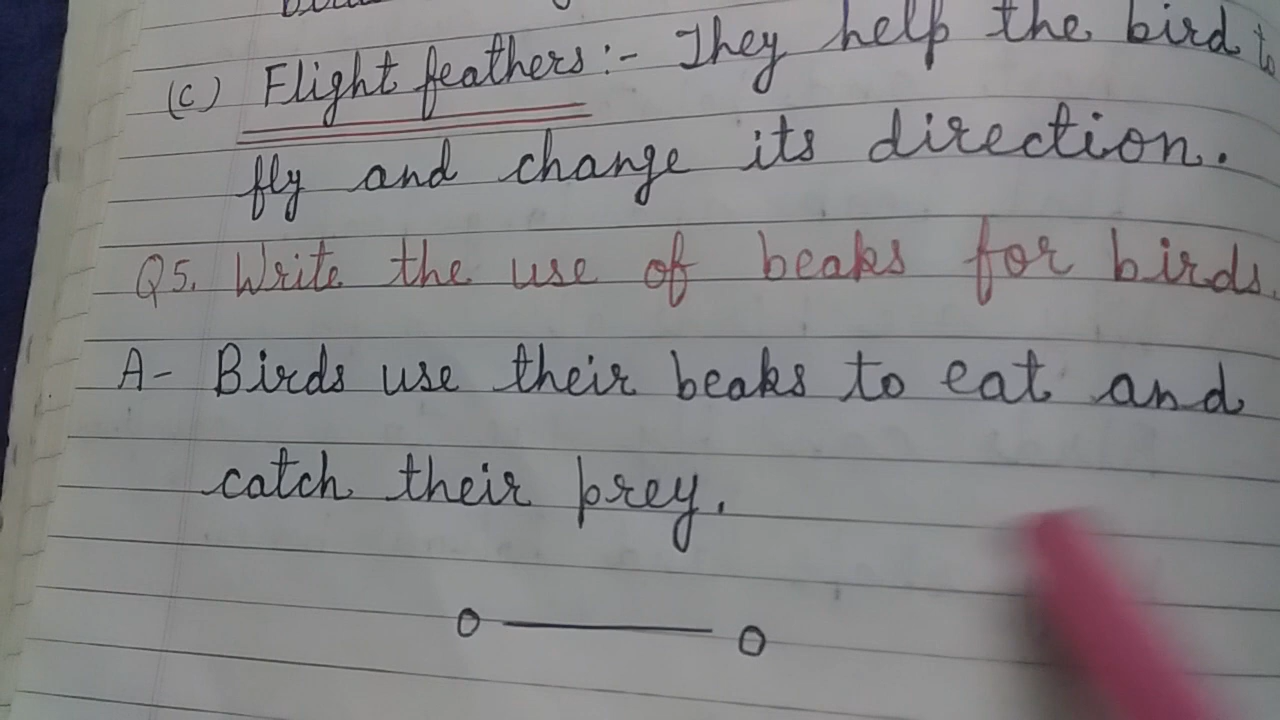 (c) Flight feathers :- They help the bird to
fly and change its direction.
Q5. Write the use of beaks for birds.
A- Birds use their beaks to eat and
catch their prey.